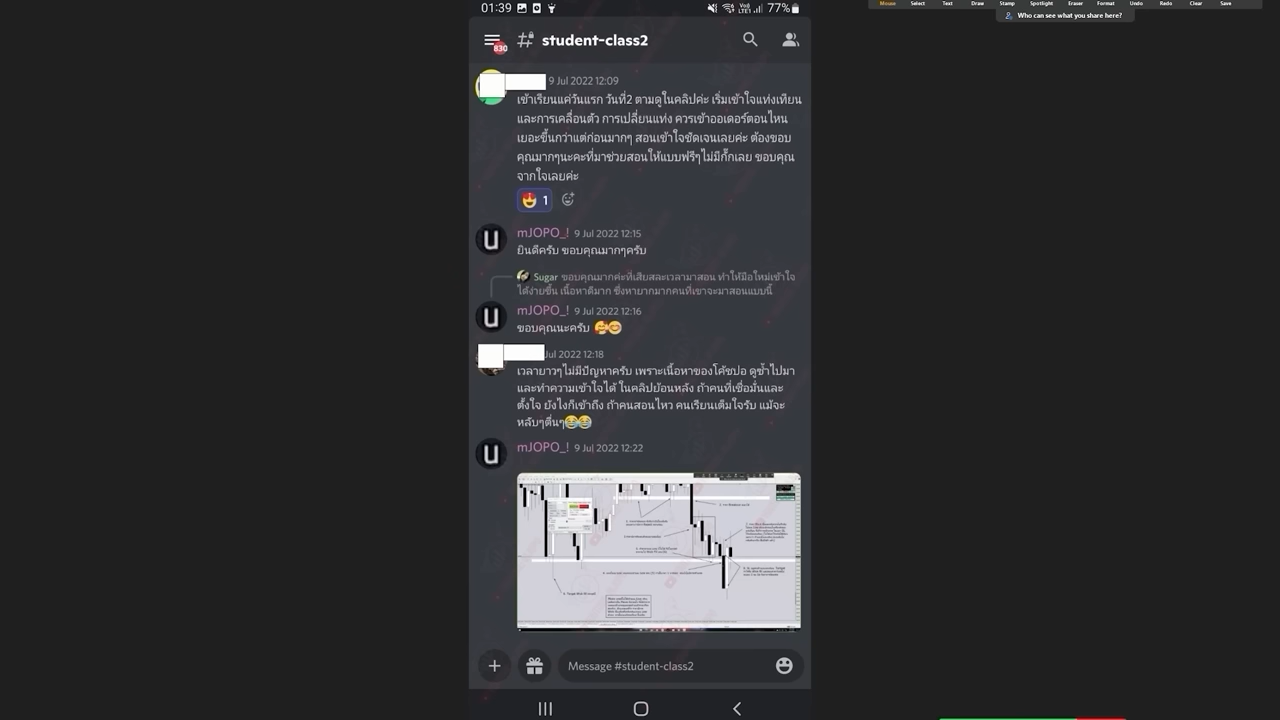 Mouse Select Text Draw Stamp Spotlight Eraser Format Undo Redo Clear Save
Who can see what you share here?
01:39 77%
830 student-class2
9 Jul 2022 12:09
เข้าเรียนแค่วันแรก วันที่2 ตามดูในคลิปค่ะ เริ่มเข้าใจแท่งเทียน
และการเคลื่อนตัว การเปลี่ยนแท่ง ควรเข้าออเดอร์ตอนไหน
เยอะขึ้นกว่าแต่ก่อนมากๆ สอนเข้าใจชัดเจนเลยค่ะ ต้องขอบ
คุณมากๆนะคะที่มาช่วยสอนให้แบบฟรีๆไม่มีกั๊กเลย ขอบคุณ
จากใจเลยค่ะ
1
mJOPO_! 9 Jul 2022 12:15
ยินดีครับ ขอบคุณมากๆครับ
Sugar ขอบคุณมากค่ะที่เสียสละเวลามาสอน ทำให้มือใหม่เข้าใจ
ได้ง่ายขึ้น เนื้อหาดีมาก ซึ่งหายากมากคนที่เขาจะมาสอนแบบนี้
mJOPO_! 9 Jul 2022 12:16
ขอบคุณนะครับ 🥰😊
Jul 2022 12:18
เวลายาวๆไม่มีปัญหาครับ เพราะเนื้อหาของโค้ชปอ ดูซ้ำไปมา
และทำความเข้าใจได้ ในคลิปย้อนหลัง ถ้าคนที่เชื่อมั่นและ
ตั้งใจ ยังไงก็เข้าถึง ถ้าคนสอนไหว คนเรียนเต็มใจรับ แม้จะ
หลับๆตื่นๆ😂😂
mJOPO_! 9 Jul 2022 12:22
Message #student-class2